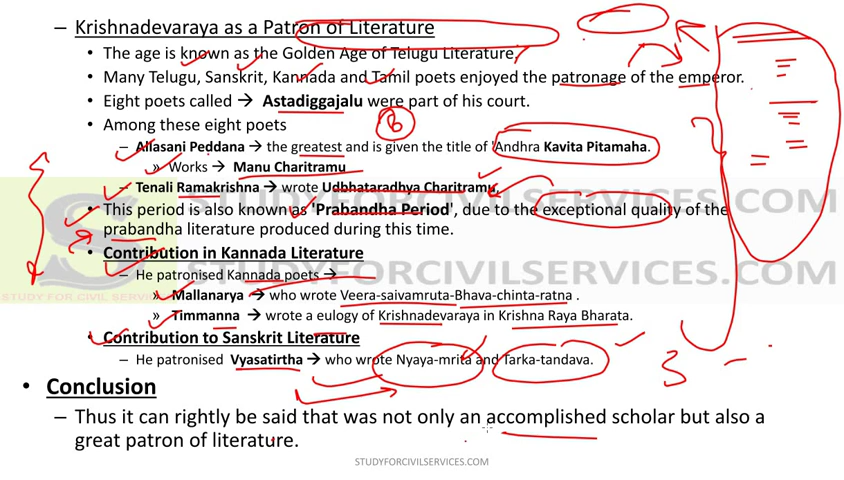 – Krishnadevaraya as a Patron of Literature
• The age is known as the Golden Age of Telugu Literature,
• Many Telugu, Sanskrit, Kannada and Tamil poets enjoyed the patronage of the emperor.
• Eight poets called → Astadiggajalu were part of his court.
• Among these eight poets
– Allasani Peddana → the greatest and is given the title of 'Andhra Kavita Pitamaha.
» Works → Manu Charitramu
– Tenali Ramakrishna → wrote Udbhataradhya Charitramu,
• This period is also known as 'Prabandha Period', due to the exceptional quality of the
prabandha literature produced during this time.
• Contribution in Kannada Literature
– He patronised Kannada poets →
» Mallanarya → who wrote Veera-saivamruta-Bhava-chinta-ratna .
» Timmanna → wrote a eulogy of Krishnadevaraya in Krishna Raya Bharata.
• Contribution to Sanskrit Literature
– He patronised Vyasatirtha → who wrote Nyaya-mrita and Tarka-tandava.
• Conclusion
– Thus it can rightly be said that was not only an accomplished scholar but also a
great patron of literature.
STUDYFORCIVILSERVICES.COM
STUDYFORCIVILSERVICES.COM
STUDYFORCIVILSERVICES.COM